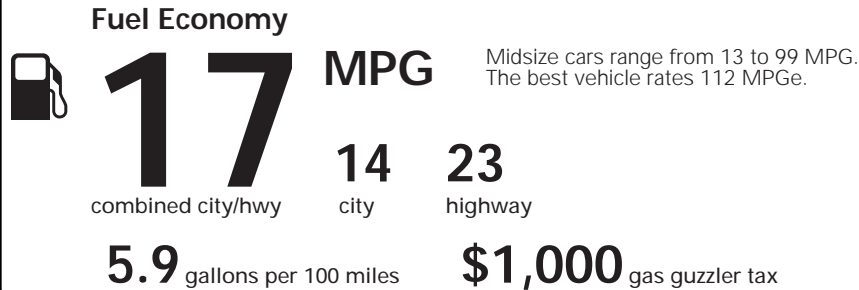 Fuel Economy
17 MPG
Midsize cars range from 13 to 99 MPG.
The best vehicle rates 112 MPGe.
14 23
combined city/hwy city highway
5.9 gallons per 100 miles $1,000 gas guzzler tax